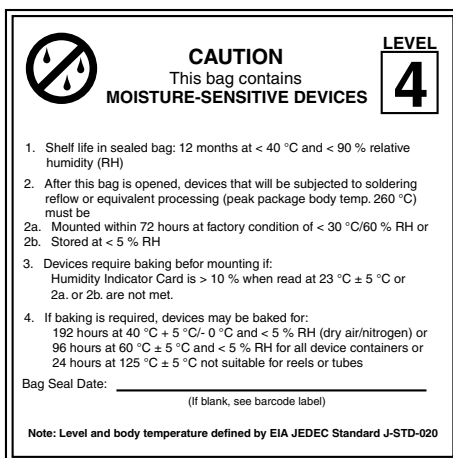 LEVEL
CAUTION
4
This bag contains
MOISTURE-SENSITIVE DEVICES
1. Shelf life in sealed bag: 12 months at < 40 °C and < 90 % relative
humidity (RH)
2. After this bag is opened, devices that will be subjected to soldering
reflow or equivalent processing (peak package body temp. 260 °C)
must be
2a. Mounted within 72 hours at factory condition of < 30 °C/60 % RH or
2b. Stored at < 5 % RH
3. Devices require baking befor mounting if:
Humidity Indicator Card is > 10 % when read at 23 °C ± 5 °C or
2a. or 2b. are not met.
4. If baking is required, devices may be baked for:
192 hours at 40 °C + 5 °C/- 0 °C and < 5 % RH (dry air/nitrogen) or
96 hours at 60 °C ± 5 °C and < 5 % RH for all device containers or
24 hours at 125 °C ± 5 °C not suitable for reels or tubes
Bag Seal Date:
(If blank, see barcode label)
Note: Level and body temperature defined by EIA JEDEC Standard J-STD-020